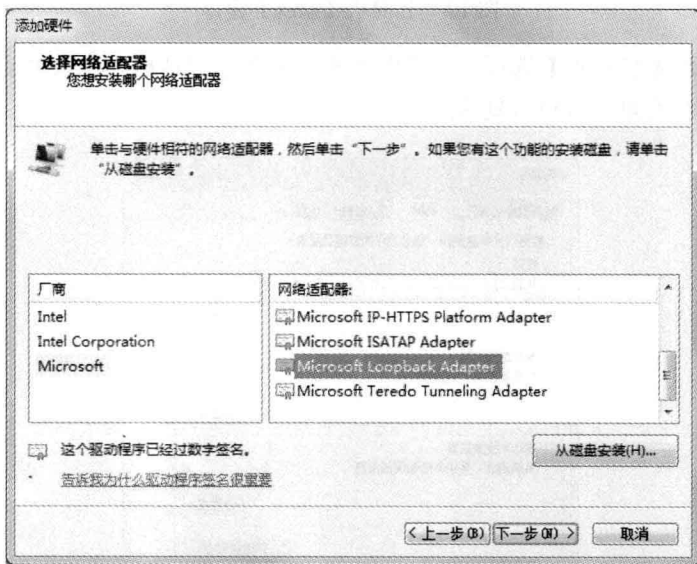 添加硬件
选择网络适配器
您想安装哪个网络适配器
单击与硬件相符的网络适配器，然后单击“下一步”。如果您有这个功能的安装磁盘，请单击
“从磁盘安装”。
厂商
Intel
Intel Corporation
Microsoft
网络适配器:
Microsoft IP-HTTPS Platform Adapter
Microsoft ISATAP Adapter
Microsoft Loopback Adapter
Microsoft Teredo Tunneling Adapter
这个驱动程序已经过数字签名。
从磁盘安装(H)...
告诉我为什么驱动程序签名很重要
< 上一步(B) 下一步(N) > 取消